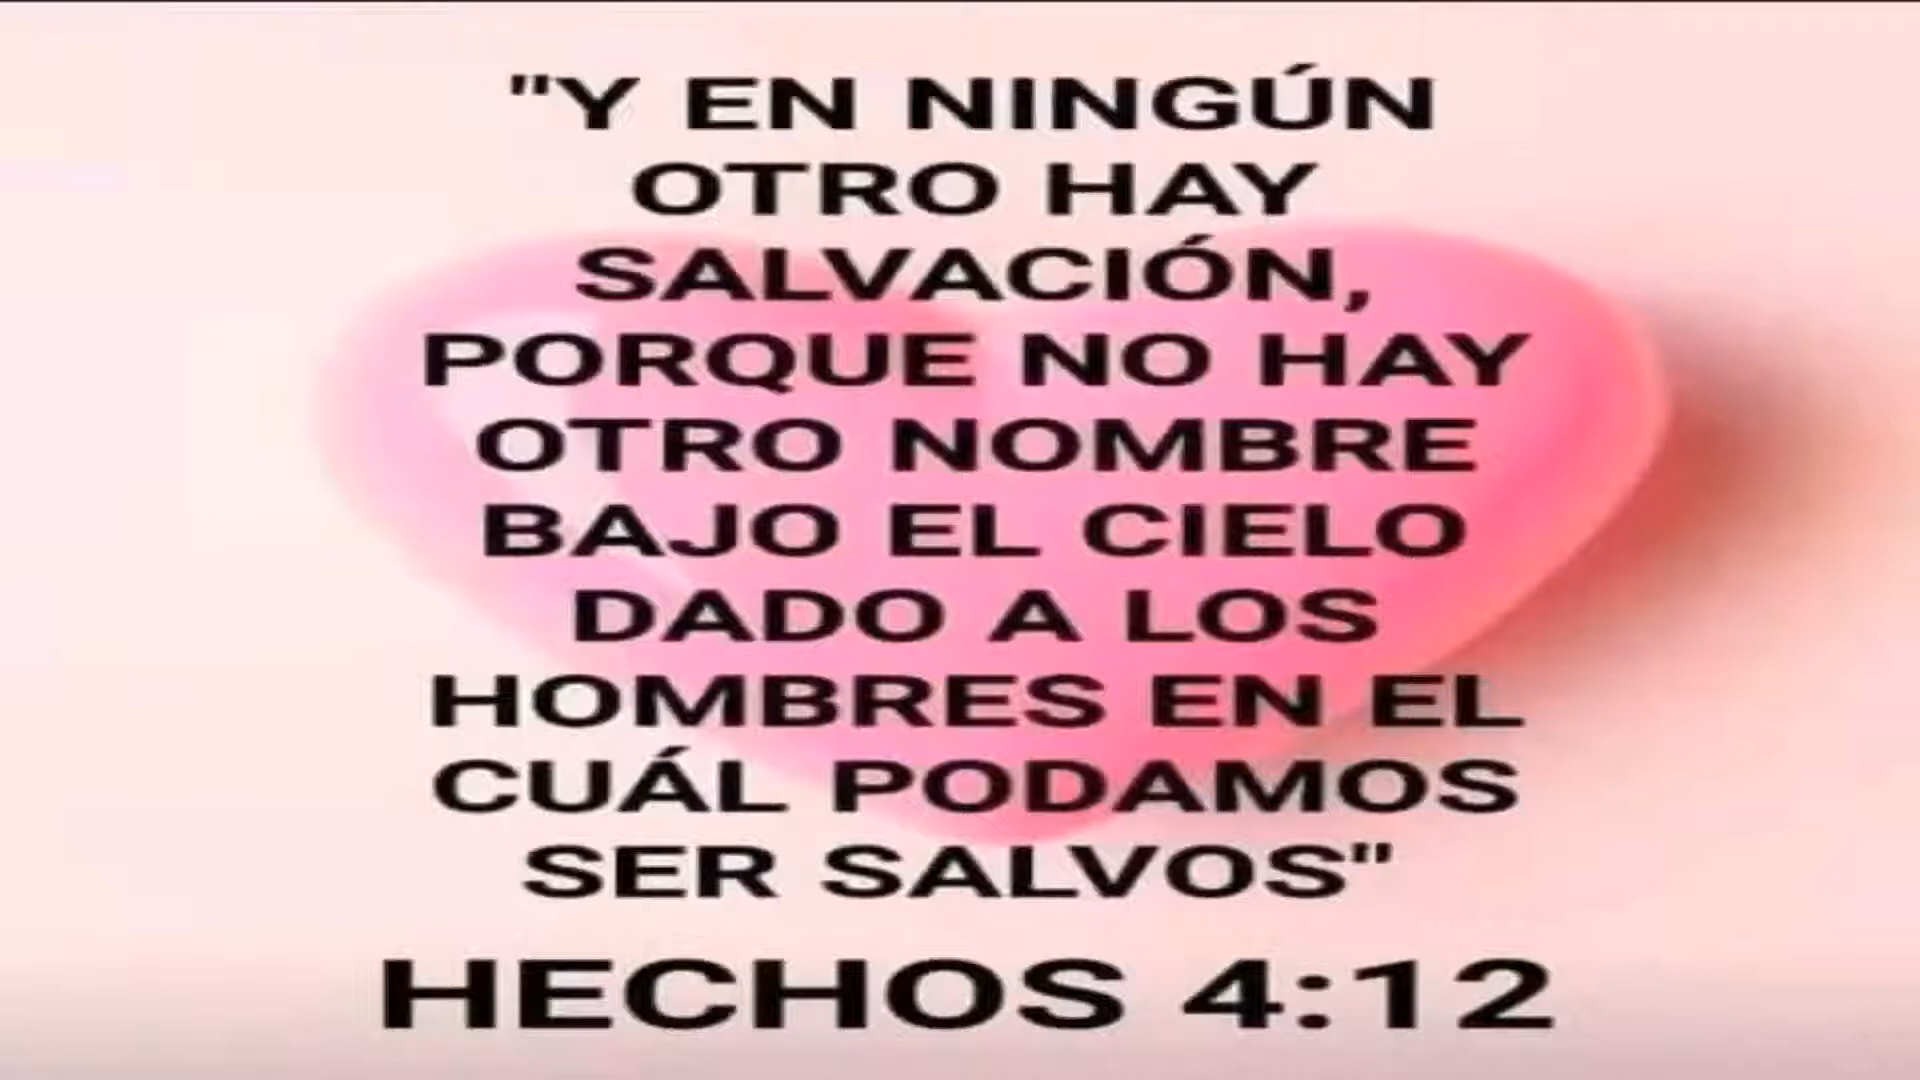 "Y EN NINGÚN
OTRO HAY
SALVACIÓN,
PORQUE NO HAY
OTRO NOMBRE
BAJO EL CIELO
DADO A LOS
HOMBRES EN EL
CUÁL PODAMOS
SER SALVOS"
HECHOS 4:12